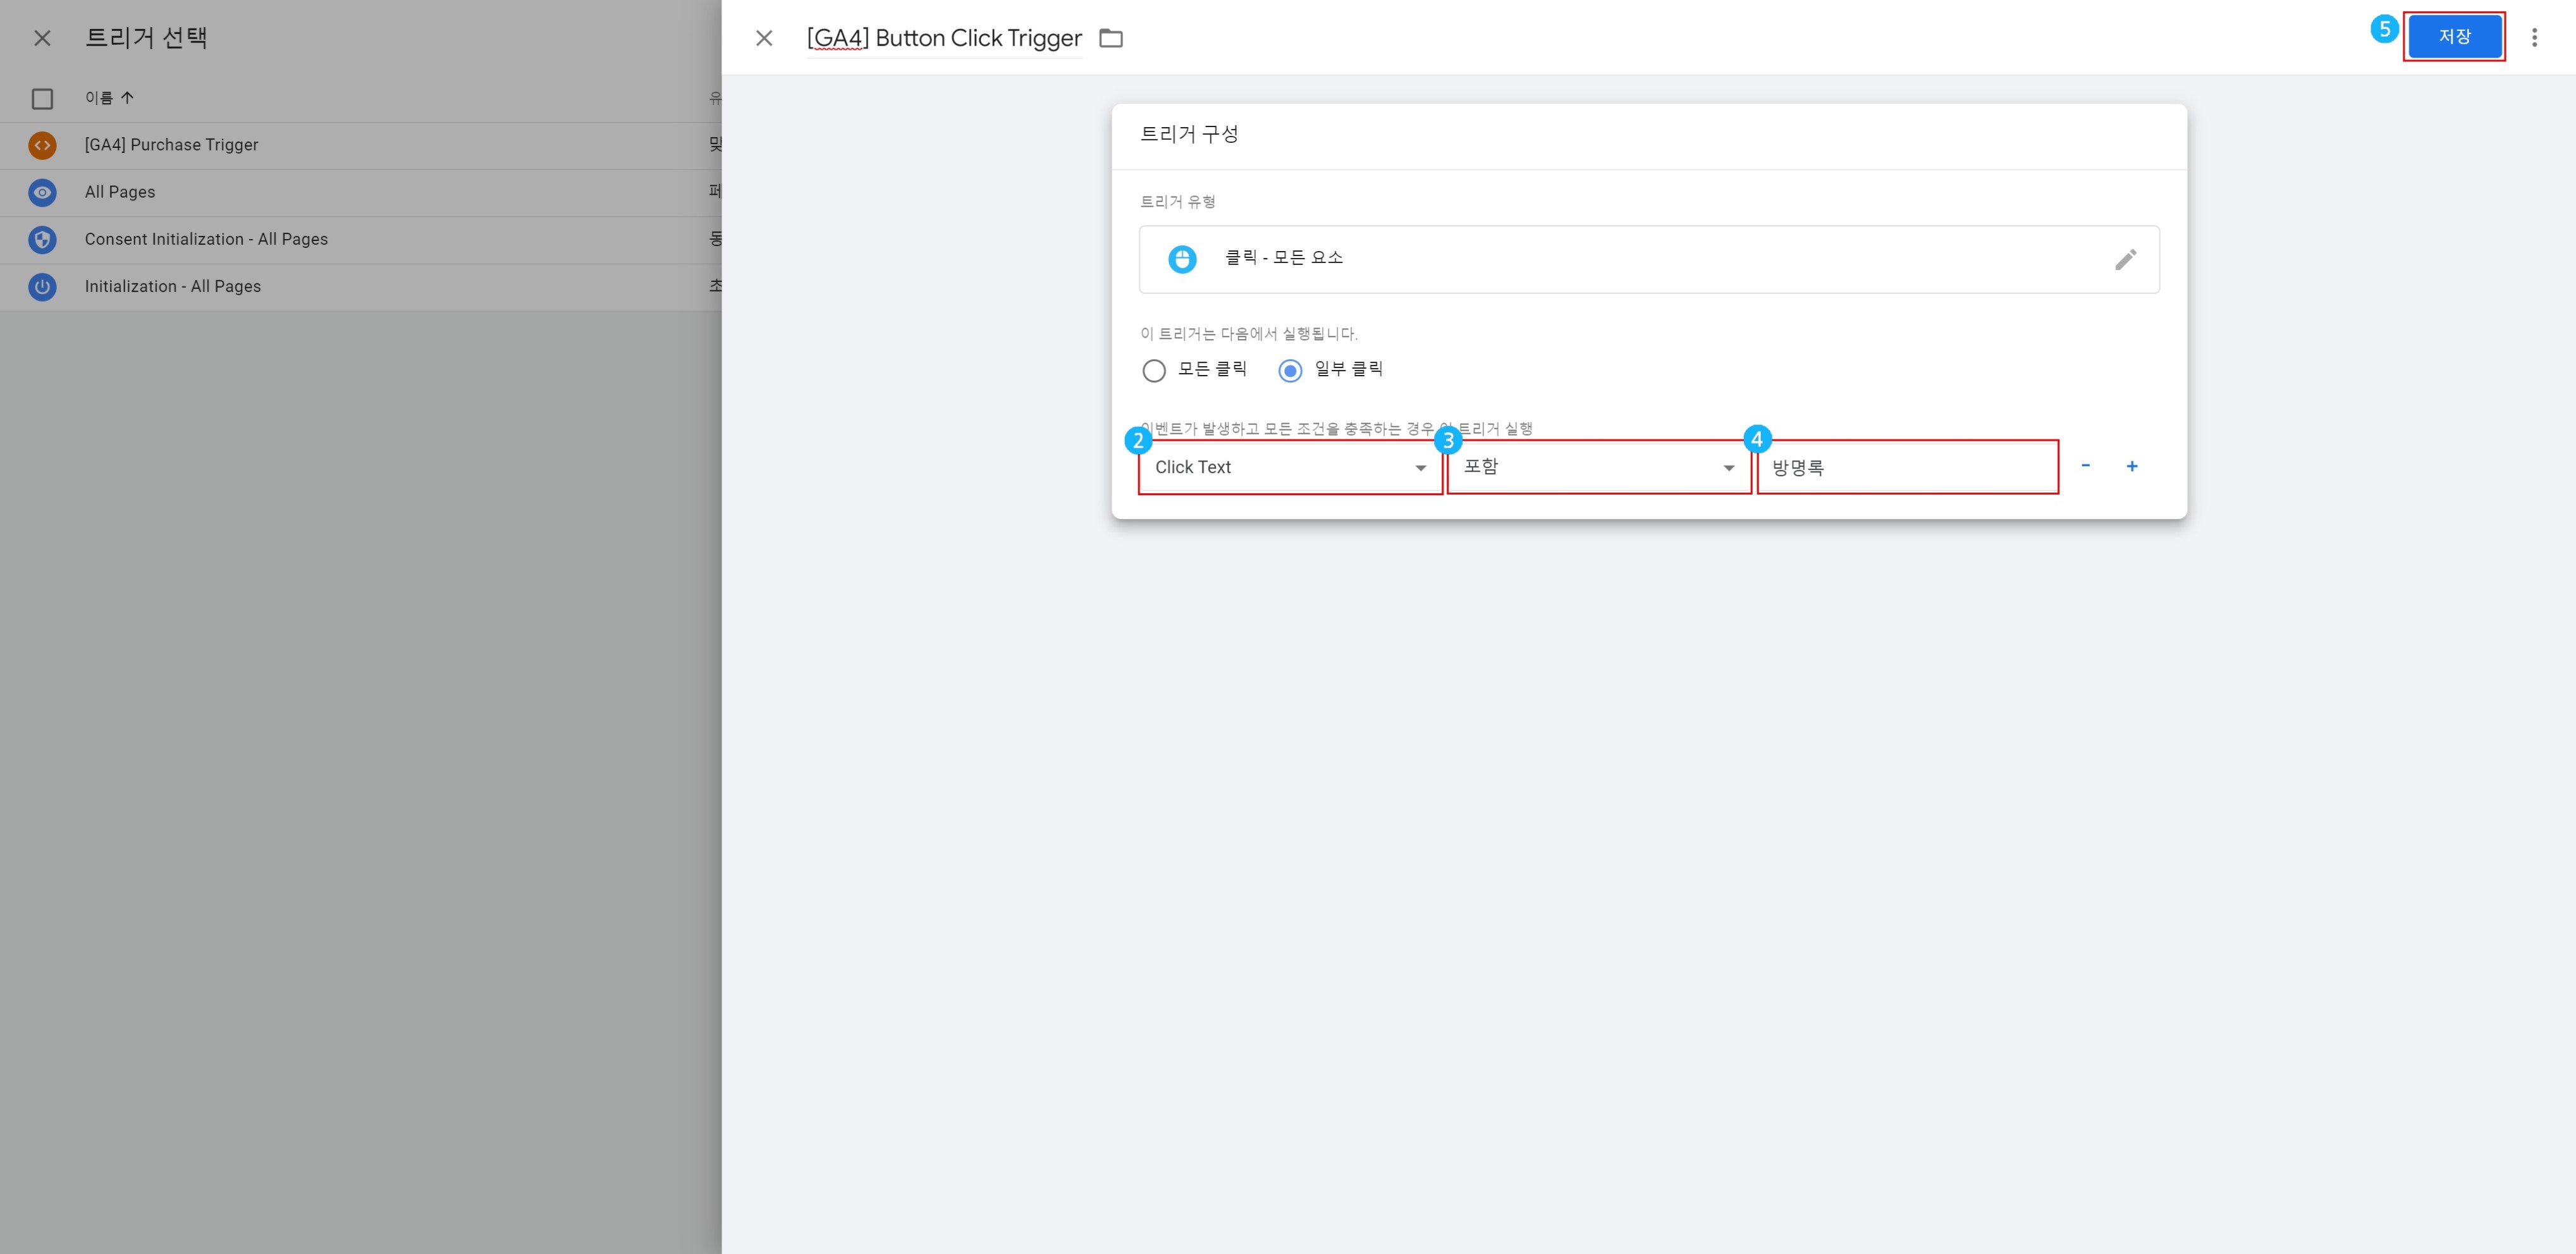 트리거 선택
이름
유
[GA4] Purchase Trigger
맞
All Pages
페
Consent Initialization - All Pages
동
Initialization - All Pages
초
[GA4] Button Click Trigger
5
저장
트리거 구성
트리거 유형
클릭 - 모든 요소
이 트리거는 다음에서 실행됩니다.
모든 클릭
일부 클릭
이벤트가 발생하고 모든 조건을 충족하는 경우 이 트리거 실행
2
3
4
Click Text
포함
방명록